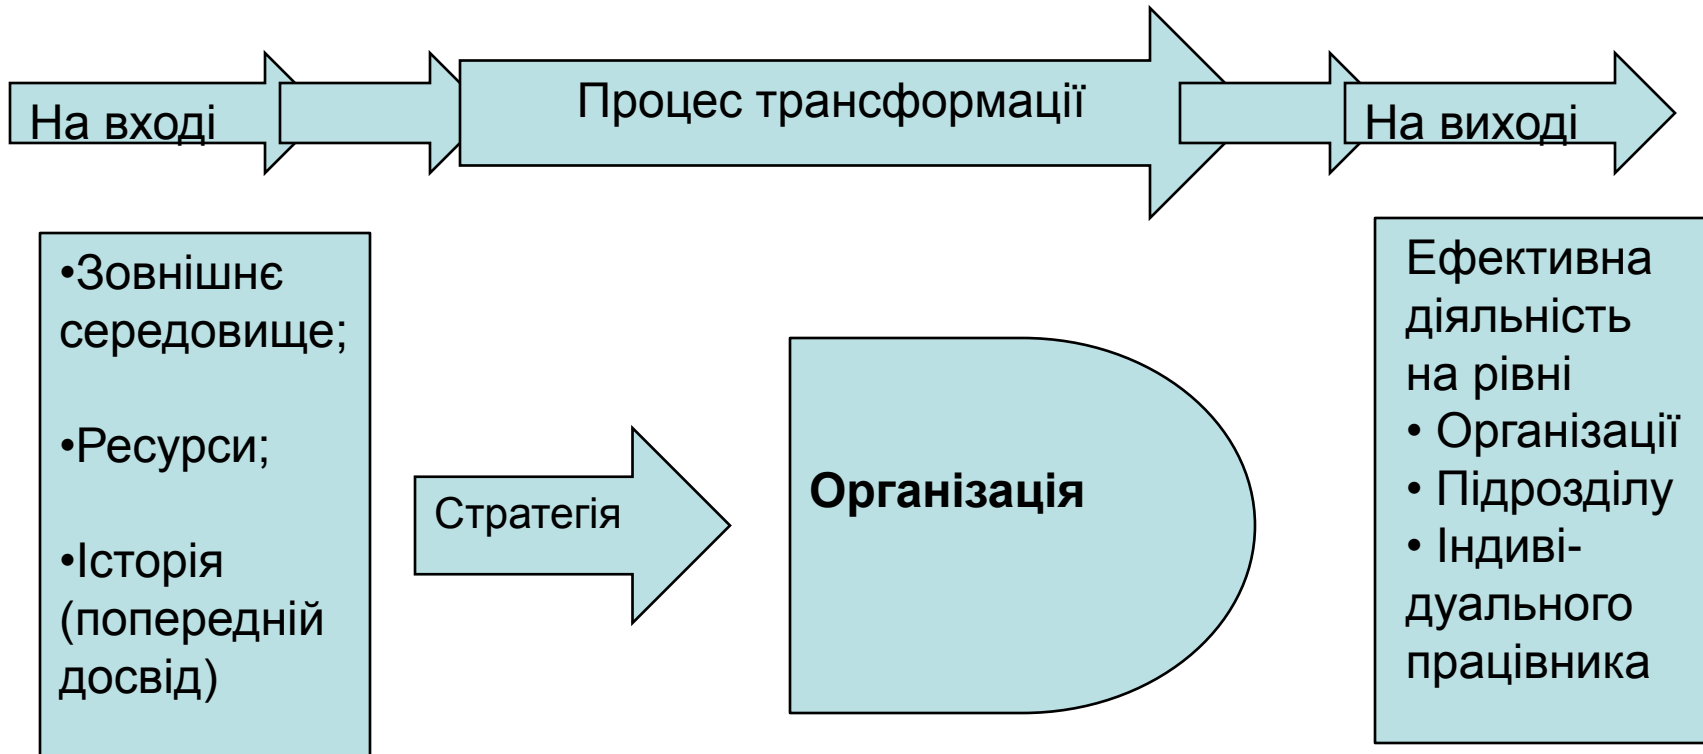 На вході
Процес трансформації
На виході
•Зовнішнє
середовище;
•Ресурси;
•Історія
(попередній
досвід)
Стратегія
Організація
Ефективна
діяльність
на рівні
• Організації
• Підрозділу
• Індиві-
дуального
працівника